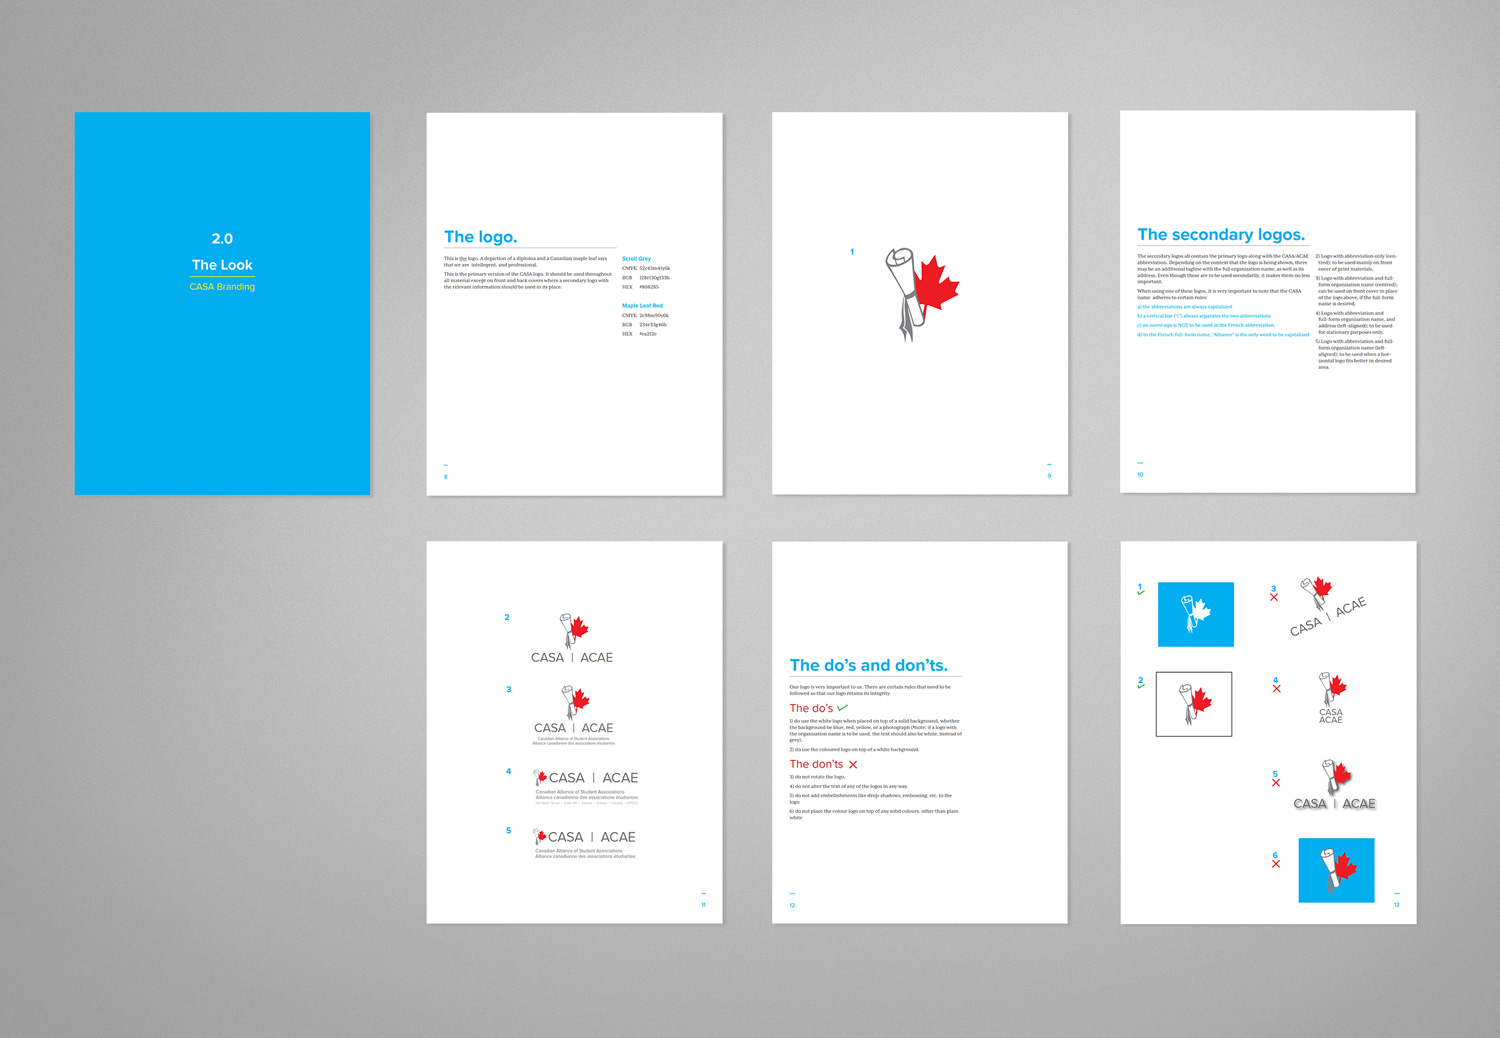 2.0
The Look
CASA Branding
The logo.
This is the logo. A depiction of a diploma and a Canadian maple leaf says
that we are intellegent, and professional.
This is the primary version of the CASA logo. It should be used throughout
all material except on front and back covers where a secondary logo with
the relevant information should be used in its place.
Scroll Grey
CMYK 52c43m43y8k
RGB 128r130g133b
HEX #808285
Maple Leaf Red
CMYK
RGB 234r33g46b
HEX #ea212e
8
1
9
The secondary logos.
The secondary logos all contain the primary logo along with the CASA/ACAE
abbreviation. Depending on the context that the logo is being shown, there
may be an additional tagline with the full organization name, as well as its
address. Even though these are to be used secondarily, it makes them no less
important.
When using one of these logos, it is very important to note that the CASA
name adheres to certain rules:
a) the abbreviations are always capitalized
b) a vertical bar ("|") always separates the two abbreviations
c) an accent aigu is NOT to be used in the French abbreviation
d) in the French full-form name, "Alliance" is the only word to be capitalized
2) Logo with abbreviation only (cen-
tred); to be used mainly on front
cover of print materials,
3) Logo with abbreviation and full-
form organization name (centred);
can be used on front cover in place
of the logo above, if the full-form
name is desired,
4) Logo with abbreviation and
full-form organization name, and
address (left-aligned); to be used
for stationary purposes only,
5) Logo with abbreviation and full-
form organization name (left-
aligned); to be used when a hor-
izontal logo fits better in desired
area.
10
2
CASA | ACAE
3
CASA | ACAE
Canadian Alliance of Student Associations
Alliance canadienne des associations étudiantes
4
CASA | ACAE
Canadian Alliance of Student Associations
Alliance canadienne des associations étudiantes
5
CASA | ACAE
Canadian Alliance of Student Associations
Alliance canadienne des associations étudiantes
11
The do's and don'ts.
Our logo is very important to us. There are certain rules that need to be
followed so that our logo retains its integrity.
The do's
1) do use the white logo when placed on top of a solid background, whether
the background be blue, red, yellow, or a photograph (*note: if a logo with
the organization name is to be used, the text should also be white, instead of
grey).
2) do use the coloured logo on top of a white background.
The don'ts
3) do not rotate the logo.
4) do not alter the text of any of the logos in any way.
5) do not add embellishments like drop-shadows, embossing, etc. to the
logo
6) do not place the colour logo on top of any solid colours, other than plain
white
12
1
2
3
CASA | ACAE
4
CASA
ACAE
5
CASA | ACAE
6
13